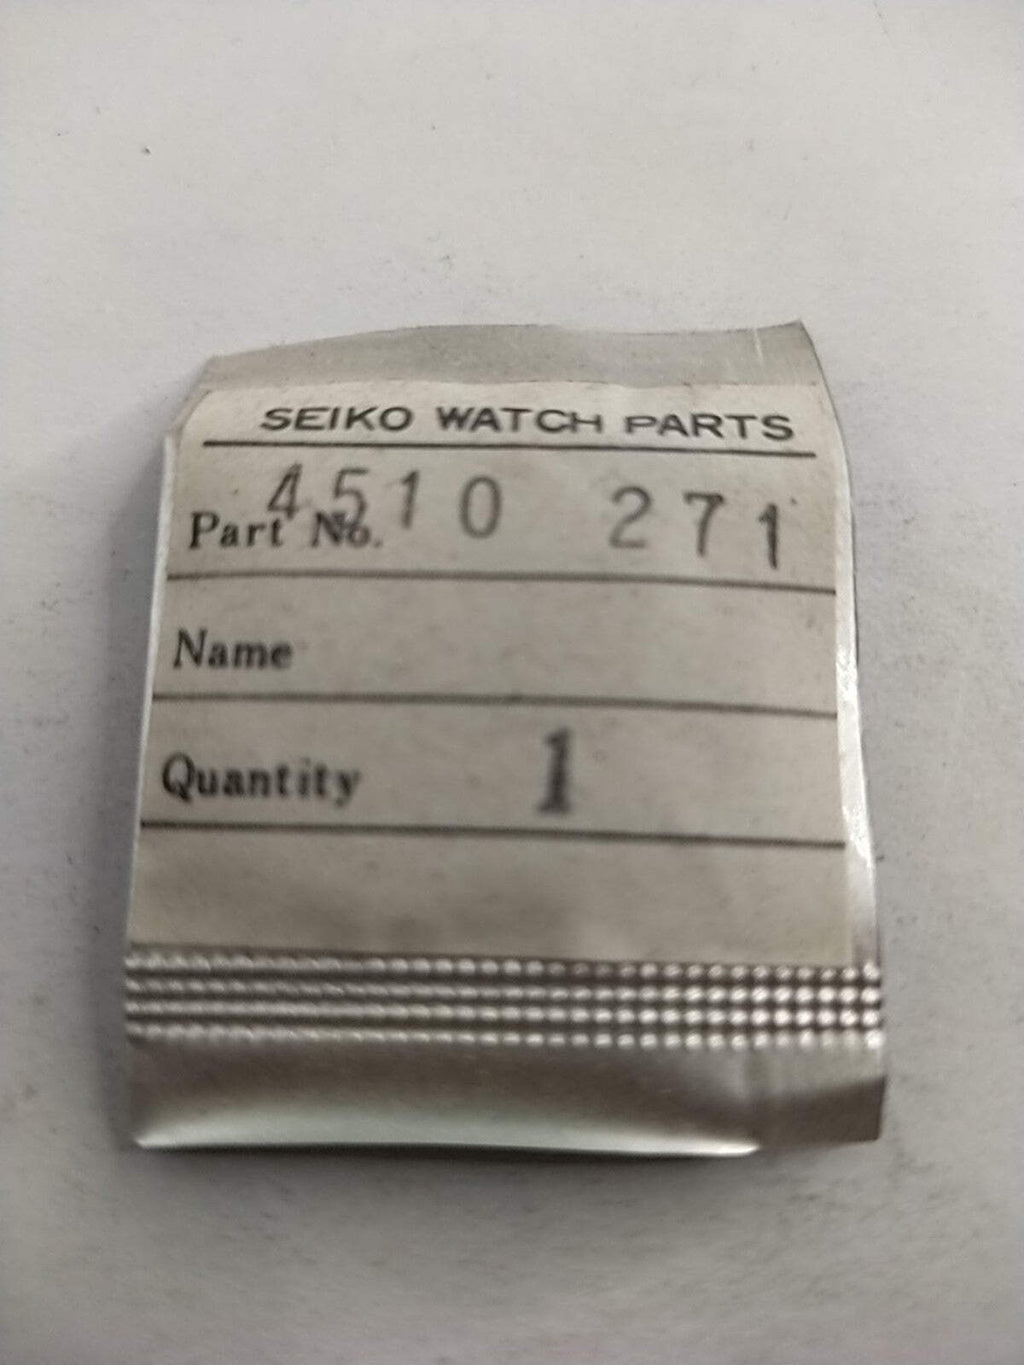 SEIKO WATCH PARTS
Part No. 4510 271
Name
Quantity 1